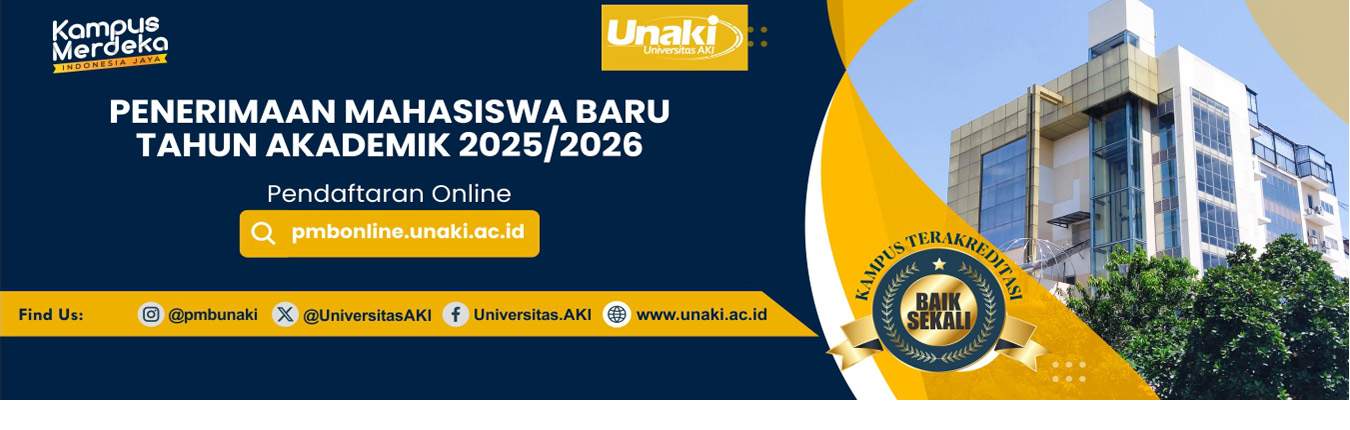 Kampus
Merdeka
INDONESIA JAYA
Unaki
Universitas AKI
PENERIMAAN MAHASISWA BARU
TAHUN AKADEMIK 2025/2026
Pendaftaran Online
pmbonline.unaki.ac.id
Find Us: @pmbunaki @UniversitasAKI Universitas.AKI www.unaki.ac.id
KAMPUS TERAKREDITASI
BAIK
SEKALI